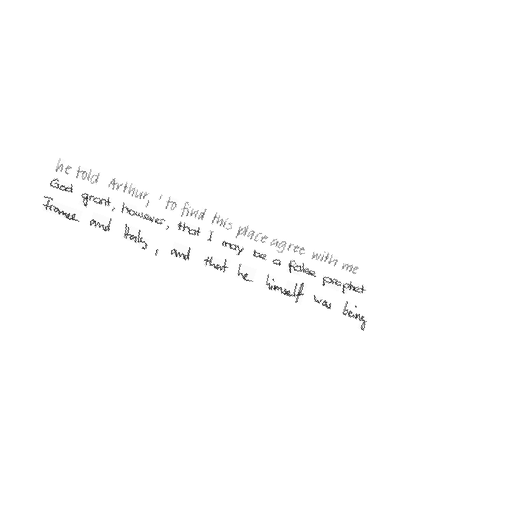 he told Arthur, ' to find this place agree with me
God grant, however, that I may be a false prophet
France and Italy, and that he himself was being